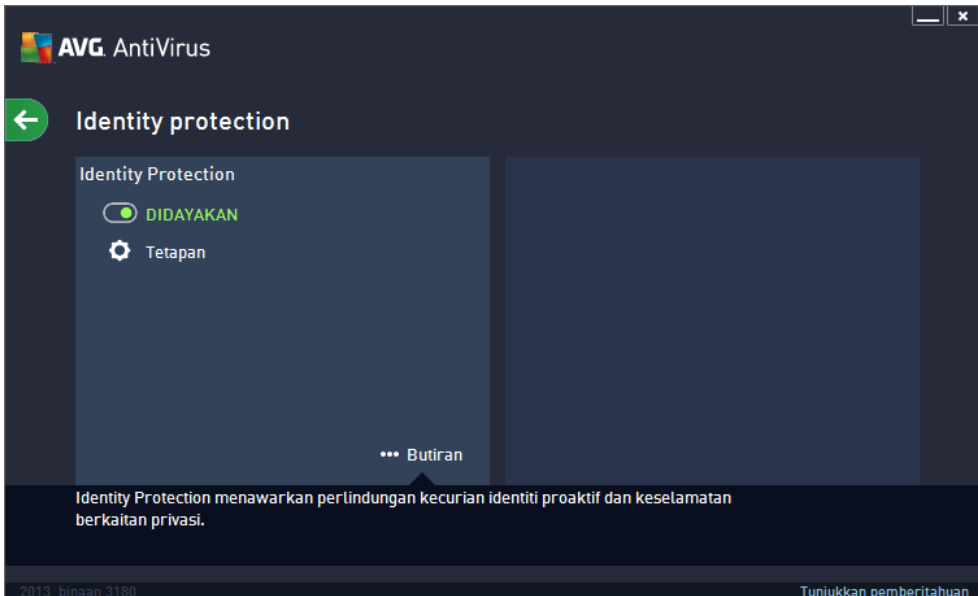 AVG. AntiVirus
Identity protection
Identity Protection
DIDAYAKAN
Tetapan
••• Butiran
Identity Protection menawarkan perlindungan kecurian identiti proaktif dan keselamatan
berkaitan privasi.
2013 binaan 3180
Tunjukkan pemberitahuan